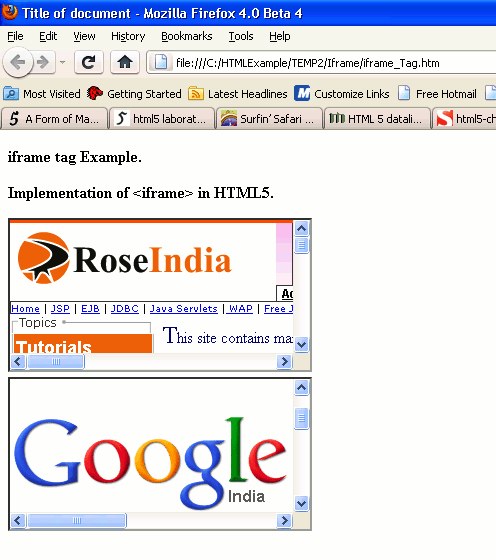 Title of document - Mozilla Firefox 4.0 Beta 4
File Edit View History Bookmarks Tools Help
file:///C:/HTMLExample/TEMP2/Iframe/iframe_Tag.htm
Most Visited Getting Started Latest Headlines Customize Links Free Hotmail
A Form of Ma... html5 laborat... Surfin' Safari ... HTML 5 datali... html5-ch
iframe tag Example.
Implementation of <iframe> in HTML5.
RoseIndia
Ad
Home | JSP | EJB | JDBC | Java Servlets | WAP | Free J
Topics
Tutorials
This site contains ma
Google
India